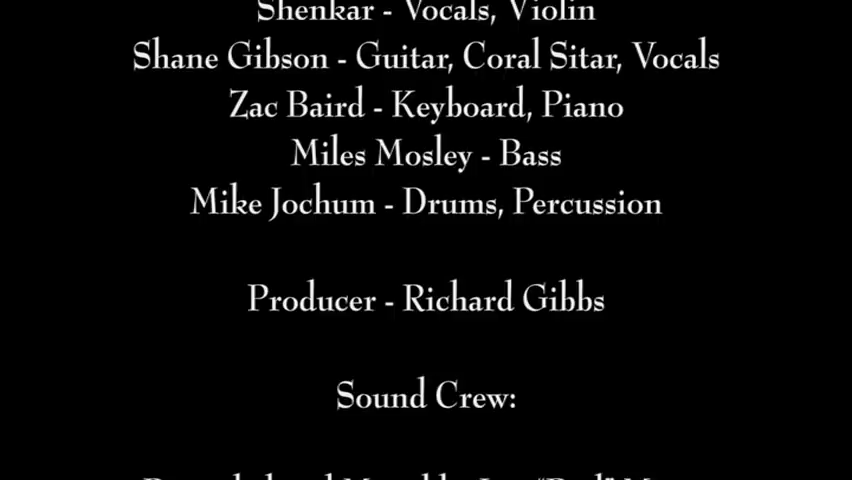 Shenkar - Vocals, Violin
Shane Gibson - Guitar, Coral Sitar, Vocals
Zac Baird - Keyboard, Piano
Miles Mosley - Bass
Mike Jochum - Drums, Percussion
Producer - Richard Gibbs
Sound Crew: